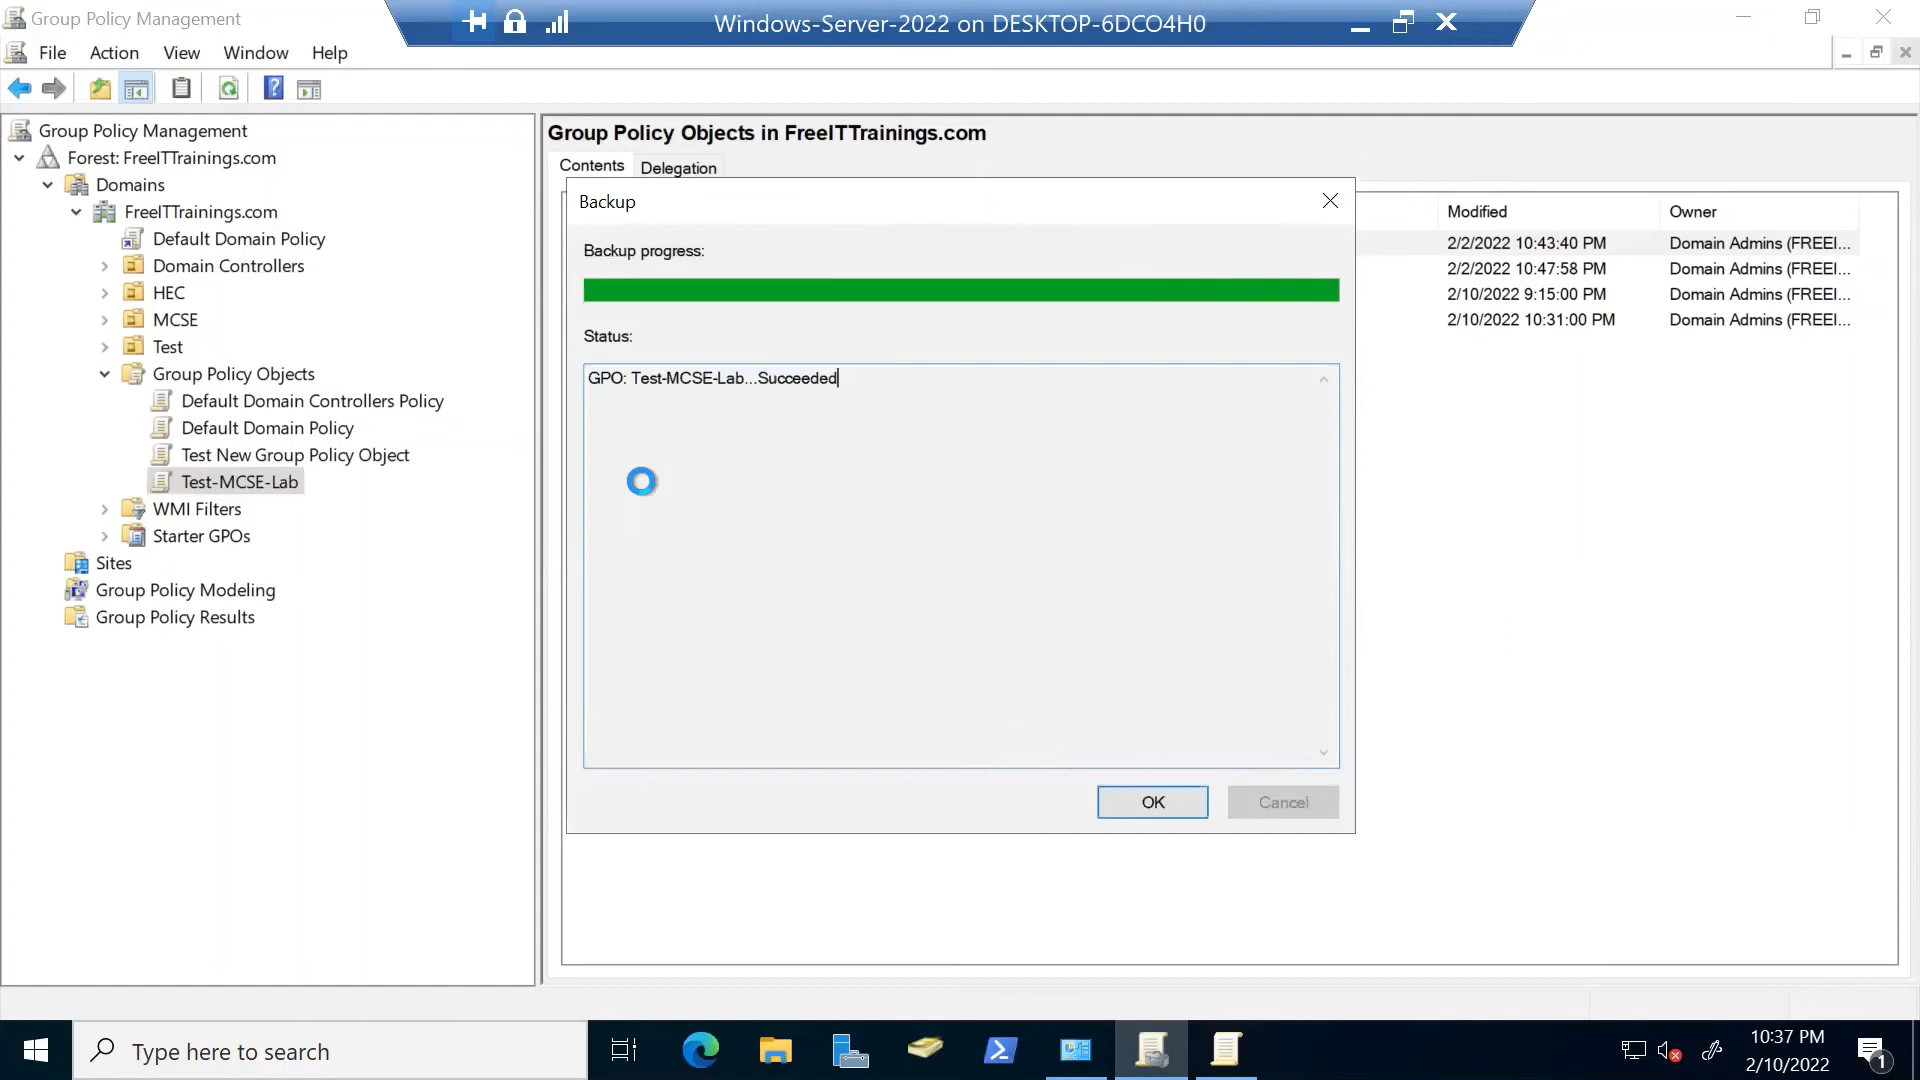 Group Policy Management
Windows-Server-2022 on DESKTOP-6DCO4H0
File Action View Window Help
Group Policy Management
Forest: FreeITTrainings.com
Domains
FreeITTrainings.com
Default Domain Policy
Domain Controllers
HEC
MCSE
Test
Group Policy Objects
Default Domain Controllers Policy
Default Domain Policy
Test New Group Policy Object
Test-MCSE-Lab
WMI Filters
Starter GPOs
Sites
Group Policy Modeling
Group Policy Results
Group Policy Objects in FreeITTrainings.com
Contents Delegation
Modified Owner
2/2/2022 10:43:40 PM Domain Admins (FREEI...
2/2/2022 10:47:58 PM Domain Admins (FREEI...
2/10/2022 9:15:00 PM Domain Admins (FREEI...
2/10/2022 10:31:00 PM Domain Admins (FREEI...
Backup
Backup progress:
Status:
GPO: Test-MCSE-Lab...Succeeded
OK Cancel
Type here to search
10:37 PM
2/10/2022
1